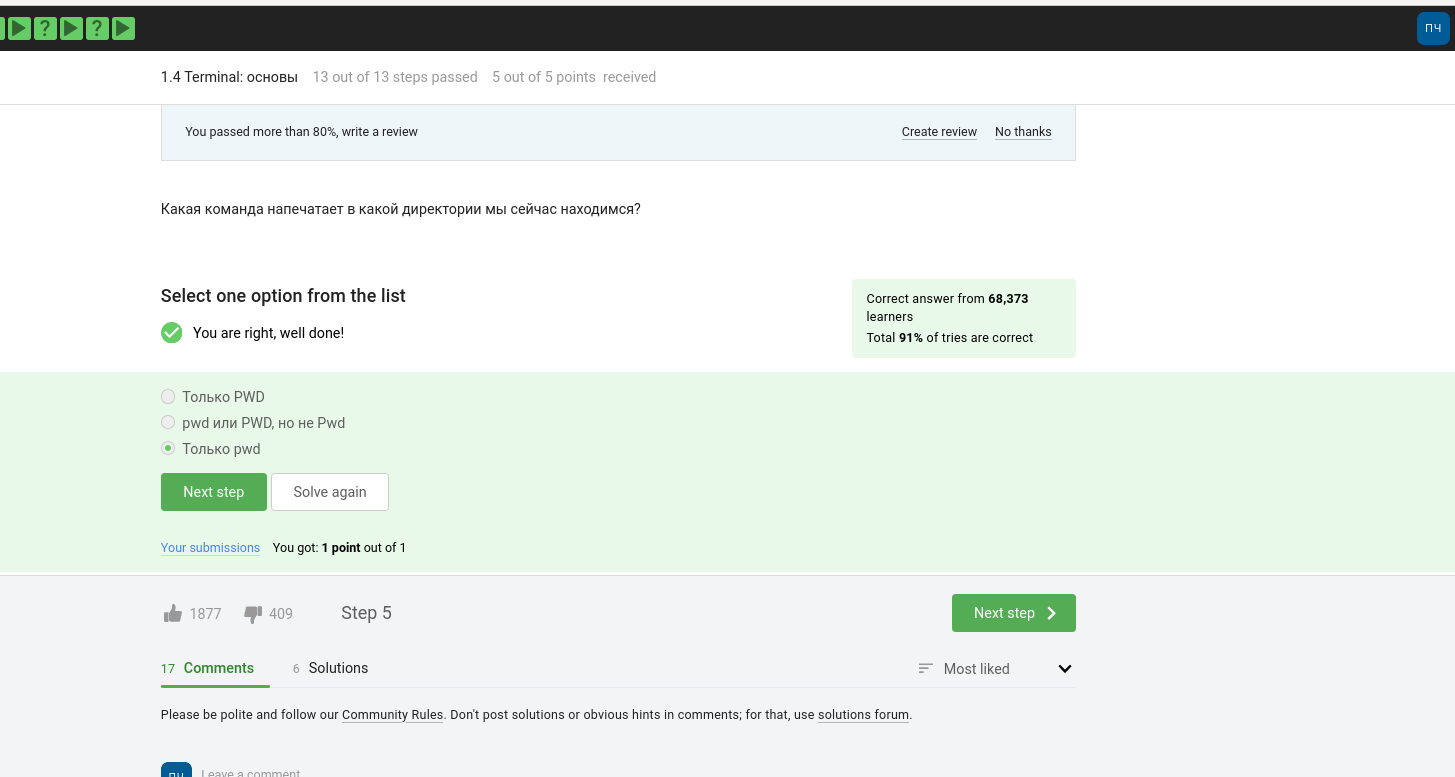 ? ?
ПЧ
1.4 Terminal: основы 13 out of 13 steps passed 5 out of 5 points received
You passed more than 80%, write a review Create review No thanks
Какая команда напечатает в какой директории мы сейчас находимся?
Select one option from the list
You are right, well done!
Correct answer from 68,373
learners
Total 91% of tries are correct
Только PWD
pwd или PWD, но не Pwd
Только pwd
Next step Solve again
Your submissions You got: 1 point out of 1
1877 409 Step 5 Next step
17 Comments 6 Solutions Most liked
Please be polite and follow our Community Rules. Don't post solutions or obvious hints in comments; for that, use solutions forum.
ПЧ Leave a comment